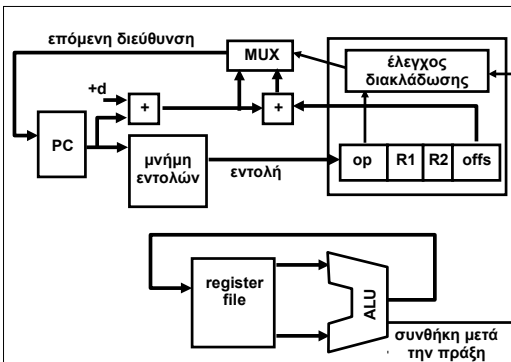 επόμενη διεύθυνση
MUX
έλεγχος
διακλάδωσης
+d
+
+
PC
μνήμη
εντολών
εντολή
op R1 R2 offs
register
file
ALU
συνθήκη μετά
την πράξη